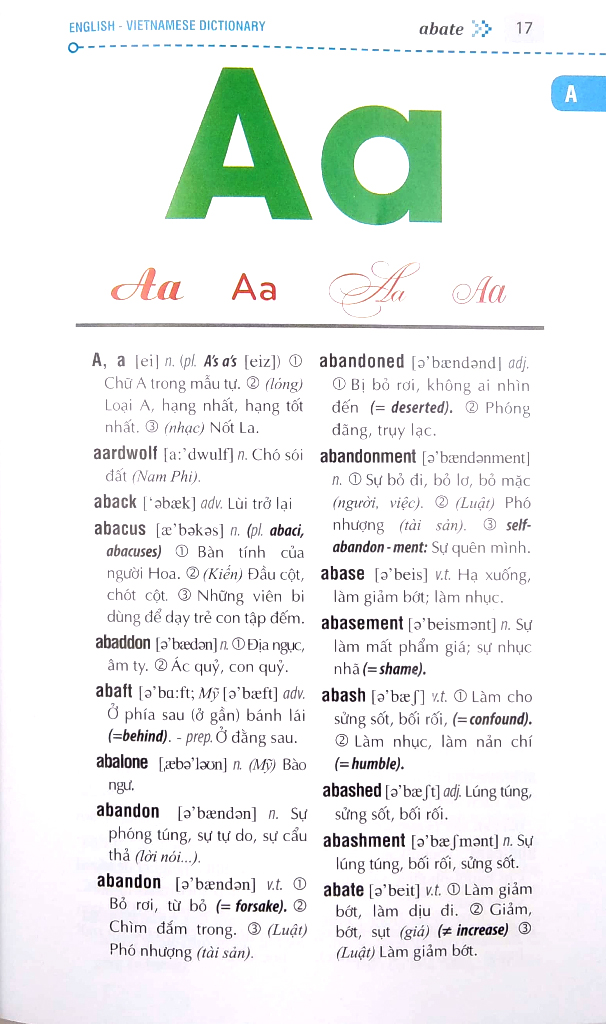 ENGLISH - VIETNAMESE DICTIONARY
abate
17
A
Aa
Aa Aa Aa Aa
A, a [ei] n. (pl. A's a's [eiz]) ①
Chữ A trong mẫu tự. ② (lóng)
Loại A, hạng nhất, hạng tốt
nhất. ③ (nhạc) Nốt La.
aardwolf [a:'dwulf] n. Chó sói
đất (Nam Phi).
aback ['əbæk] adv. Lùi trở lại
abacus [æ'bəkəs] n. (pl. abaci,
abacuses) ① Bàn tính của
người Hoa. ② (Kiến) Đầu cột,
chót cột. ③ Những viên bi
dùng để dạy trẻ con tập đếm.
abaddon [ə'bædən] n. ① Địa ngục,
âm ty. ② Ác quỷ, con quỷ.
abaft [ə'bɑ:ft; Mỹ [ə'bæft] adv.
Ở phía sau (ở gần) bánh lái
(=behind). - prep. Ở đằng sau.
abalone [ˌæbə'ləʊn] n. (Mỹ) Bào
ngư.
abandon [ə'bændən] n. Sự
phóng túng, sự tự do, sự cẩu
thả (lời nói...).
abandon [ə'bændən] v.t. ①
Bỏ rơi, từ bỏ (= forsake). ②
Chìm đắm trong. ③ (Luật)
Phó nhượng (tài sản).
abandoned [ə'bændənd] adj.
① Bị bỏ rơi, không ai nhìn
đến (= deserted). ② Phóng
đãng, trụy lạc.
abandonment [ə'bændənment]
n. ① Sự bỏ đi, bỏ lơ, bỏ mặc
(người, việc). ② (Luật) Phó
nhượng (tài sản). ③ self-
abandon - ment: Sự quên mình.
abase [ə'beis] v.t. Hạ xuống,
làm giảm bớt; làm nhục.
abasement [ə'beismənt] n. Sự
làm mất phẩm giá; sự nhục
nhã (= shame).
abash [ə'bæʃ] v.t. ① Làm cho
sửng sốt, bối rối, (= confound).
② Làm nhục, làm nản chí
(= humble).
abashed [ə'bæʃt] adj. Lúng túng,
sửng sốt, bối rối.
abashment [ə'bæʃmənt] n. Sự
lúng túng, bối rối, sửng sốt.
abate [ə'beit] v.t. ① Làm giảm
bớt, làm dịu đi. ② Giảm,
bớt, sụt (giá) (≠ increase) ③
(Luật) Làm giảm bớt.